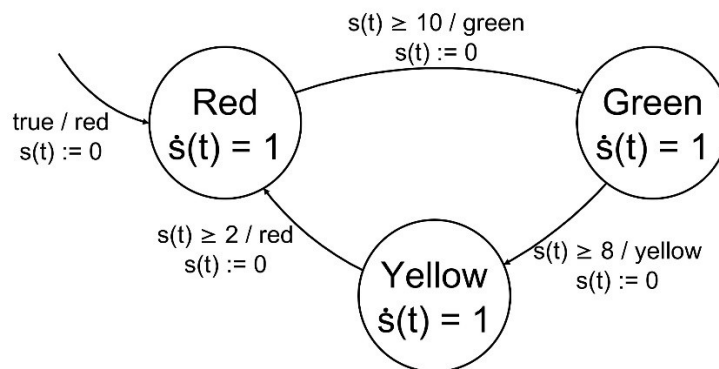 s(t) ≥ 10 / green
s(t) := 0
Red
ṡ(t) = 1
Green
ṡ(t) = 1
true / red
s(t) := 0
s(t) ≥ 2 / red
s(t) := 0
s(t) ≥ 8 / yellow
s(t) := 0
Yellow
ṡ(t) = 1